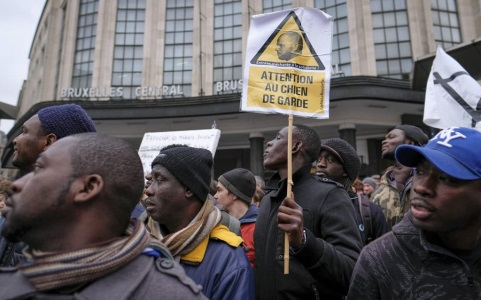 BRUXELLES CENTRAL
BRUS
ATTENTION
AU CHIEN
DE GARDE
NY